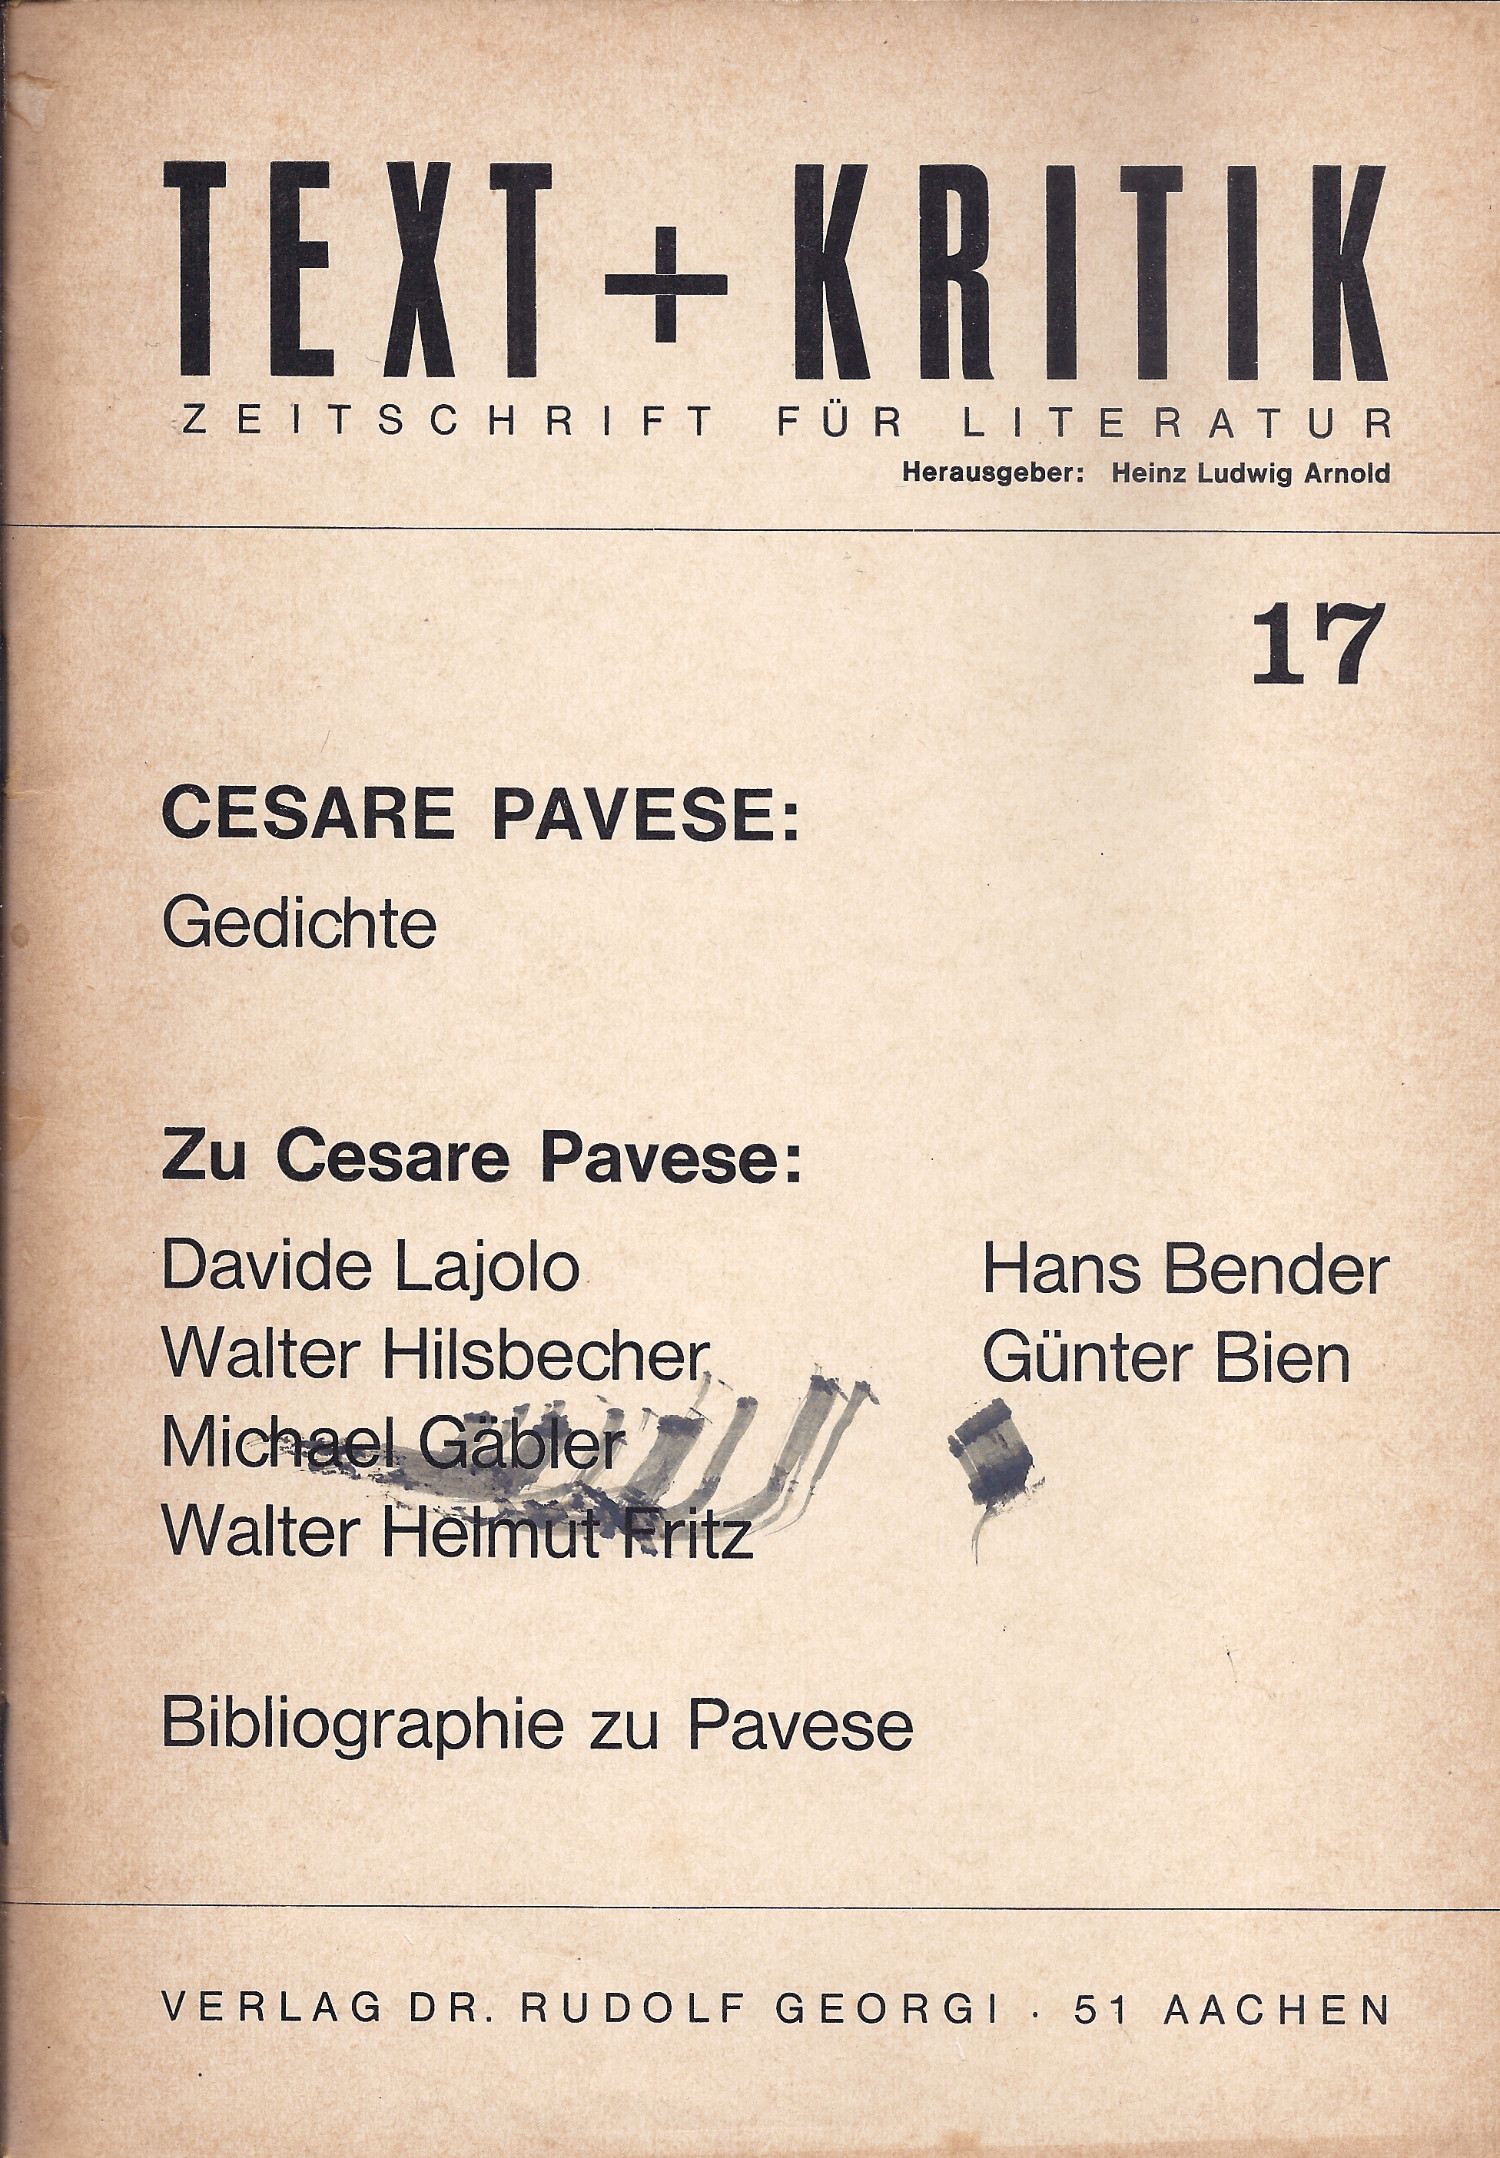 TEXT + KRITIK
ZEITSCHRIFT FÜR LITERATUR
Herausgeber: Heinz Ludwig Arnold
17
CESARE PAVESE:
Gedichte
Zu Cesare Pavese:
Davide Lajolo
Walter Hilsbecher
Michael Gäbler
Walter Helmut Fritz
Hans Bender
Günter Bien
Bibliographie zu Pavese
VERLAG DR. RUDOLF GEORGI · 51 AACHEN